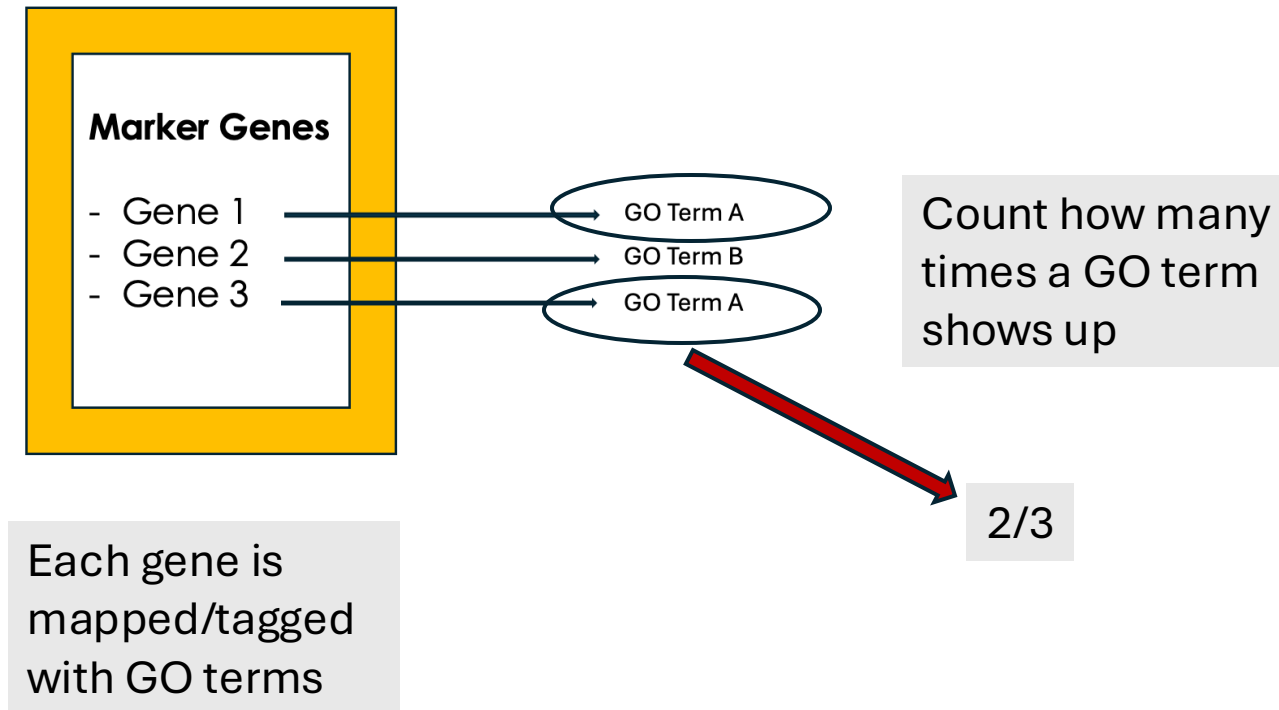 Marker Genes
- Gene 1
- Gene 2
- Gene 3
GO Term A
GO Term B
GO Term A
Count how many
times a GO term
shows up
2/3
Each gene is
mapped/tagged
with GO terms